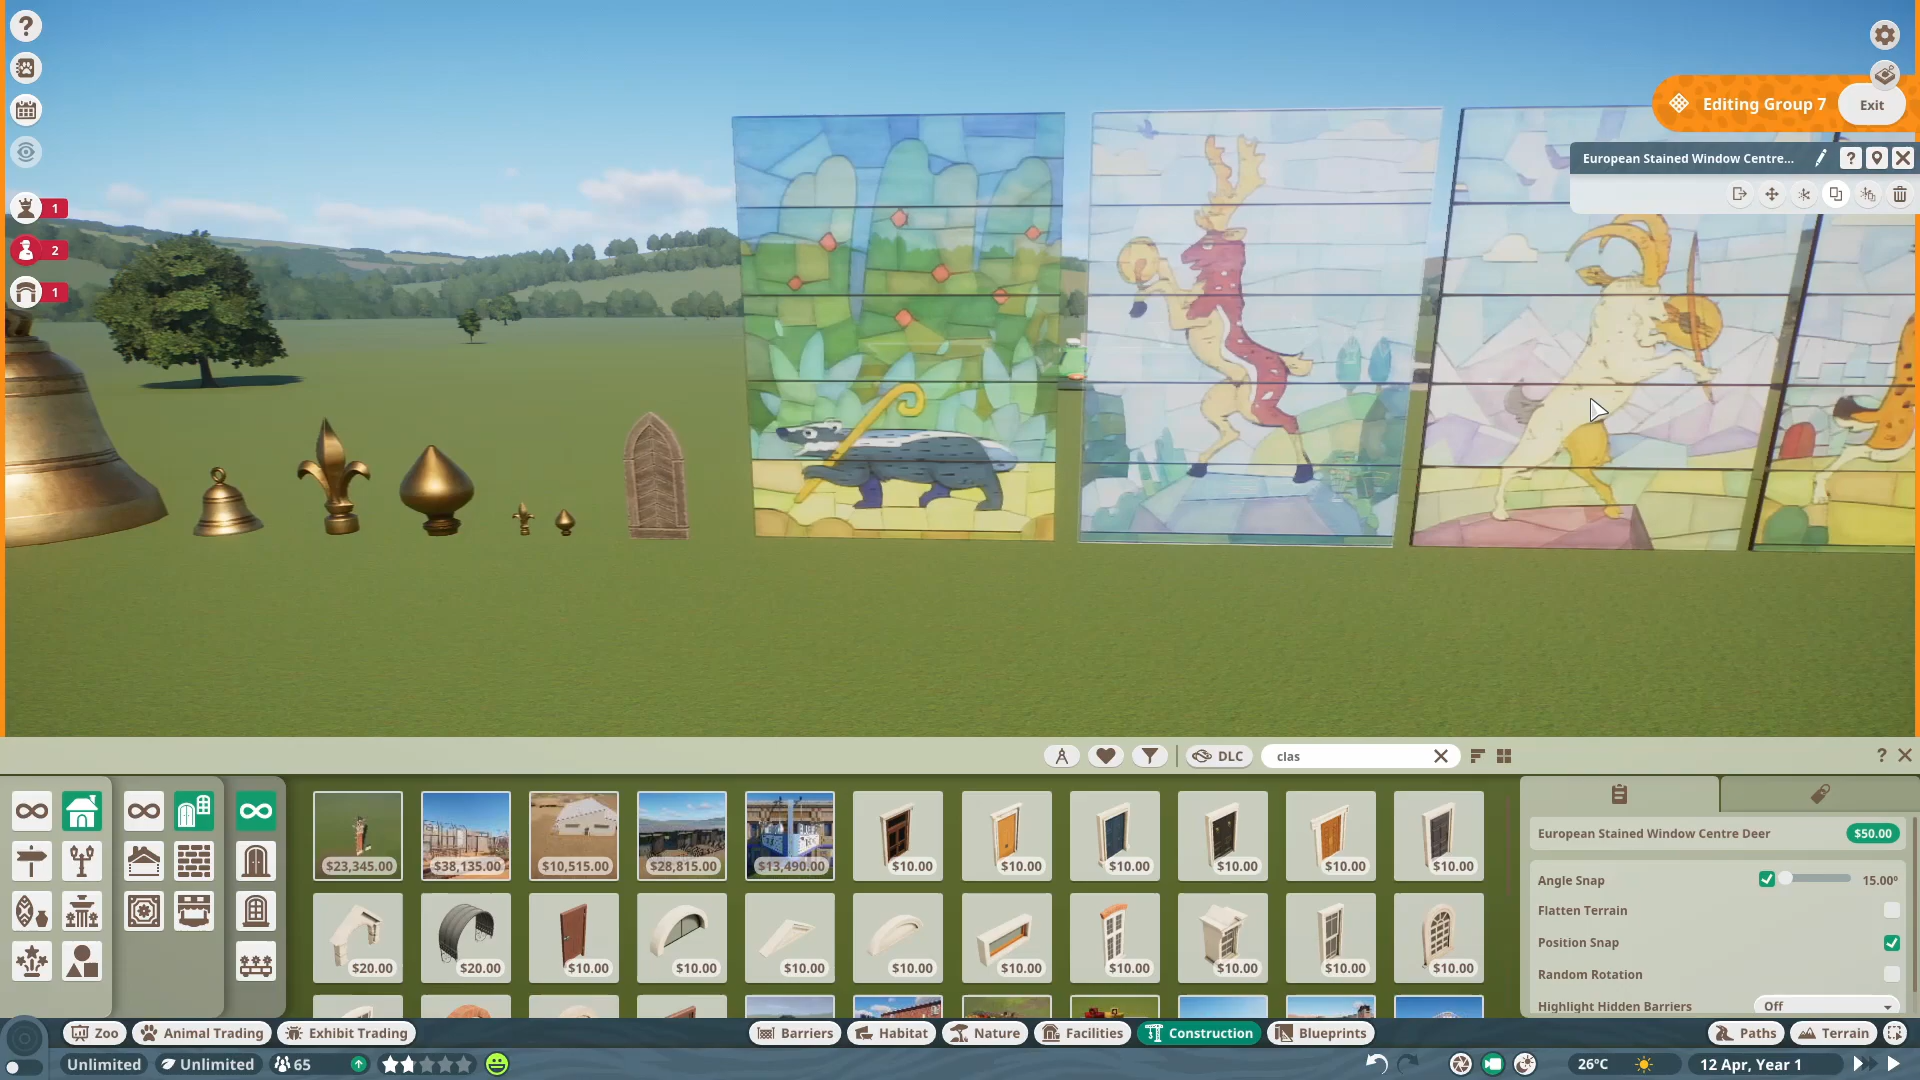 Editing Group 7
Exit
European Stained Window Centre...
1
2
1
DLC
clas
$23,345.00
$38,135.00
$10,515.00
$28,815.00
$13,490.00
$10.00
$10.00
$10.00
$10.00
$10.00
$10.00
$20.00
$20.00
$10.00
$10.00
$10.00
$10.00
$10.00
$10.00
$10.00
$10.00
$10.00
European Stained Window Centre Deer
$50.00
Angle Snap
15.00º
Flatten Terrain
Position Snap
Random Rotation
Highlight Hidden Barriers
Off
Zoo
Animal Trading
Exhibit Trading
Barriers
Habitat
Nature
Facilities
Construction
Blueprints
Paths
Terrain
Unlimited
Unlimited
65
26°C
12 Apr, Year 1